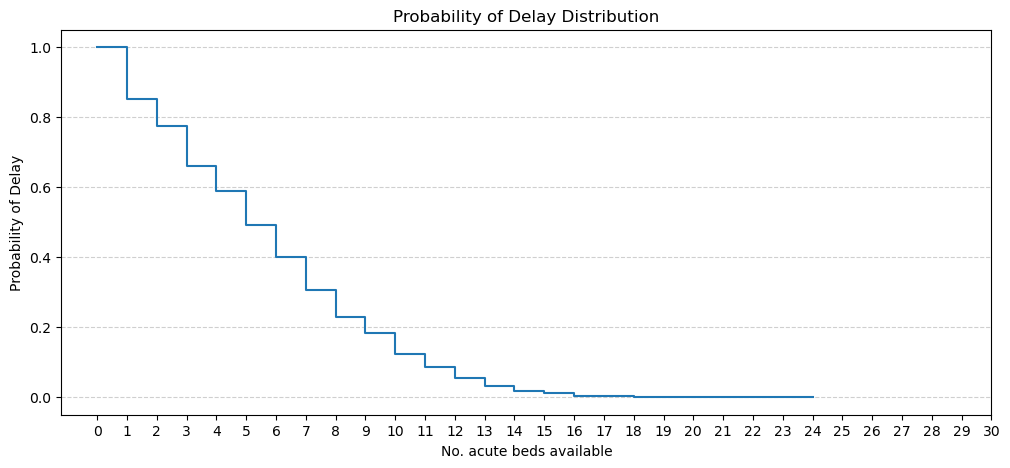 Probability of Delay Distribution
Probability of Delay
1.0
0.8
0.6
0.4
0.2
0.0
0 1 2 3 4 5 6 7 8 9 10 11 12 13 14 15 16 17 18 19 20 21 22 23 24 25 26 27 28 29 30
No. acute beds available